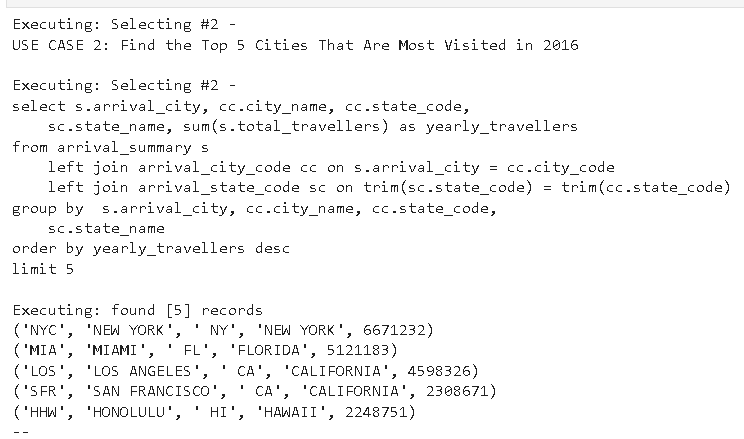 Executing: Selecting #2 -
USE CASE 2: Find the Top 5 Cities That Are Most Visited in 2016

Executing: Selecting #2 -
select s.arrival_city, cc.city_name, cc.state_code,
    sc.state_name, sum(s.total_travellers) as yearly_travellers
from arrival_summary s
    left join arrival_city_code cc on s.arrival_city = cc.city_code
    left join arrival_state_code sc on trim(sc.state_code) = trim(cc.state_code)
group by  s.arrival_city, cc.city_name, cc.state_code,
    sc.state_name
order by yearly_travellers desc
limit 5

Executing: found [5] records
('NYC', 'NEW YORK', ' NY', 'NEW YORK', 6671232)
('MIA', 'MIAMI', ' FL', 'FLORIDA', 5121183)
('LOS', 'LOS ANGELES', ' CA', 'CALIFORNIA', 4598326)
('SFR', 'SAN FRANCISCO', ' CA', 'CALIFORNIA', 2308671)
('HHW', 'HONOLULU', ' HI', 'HAWAII', 2248751)
--